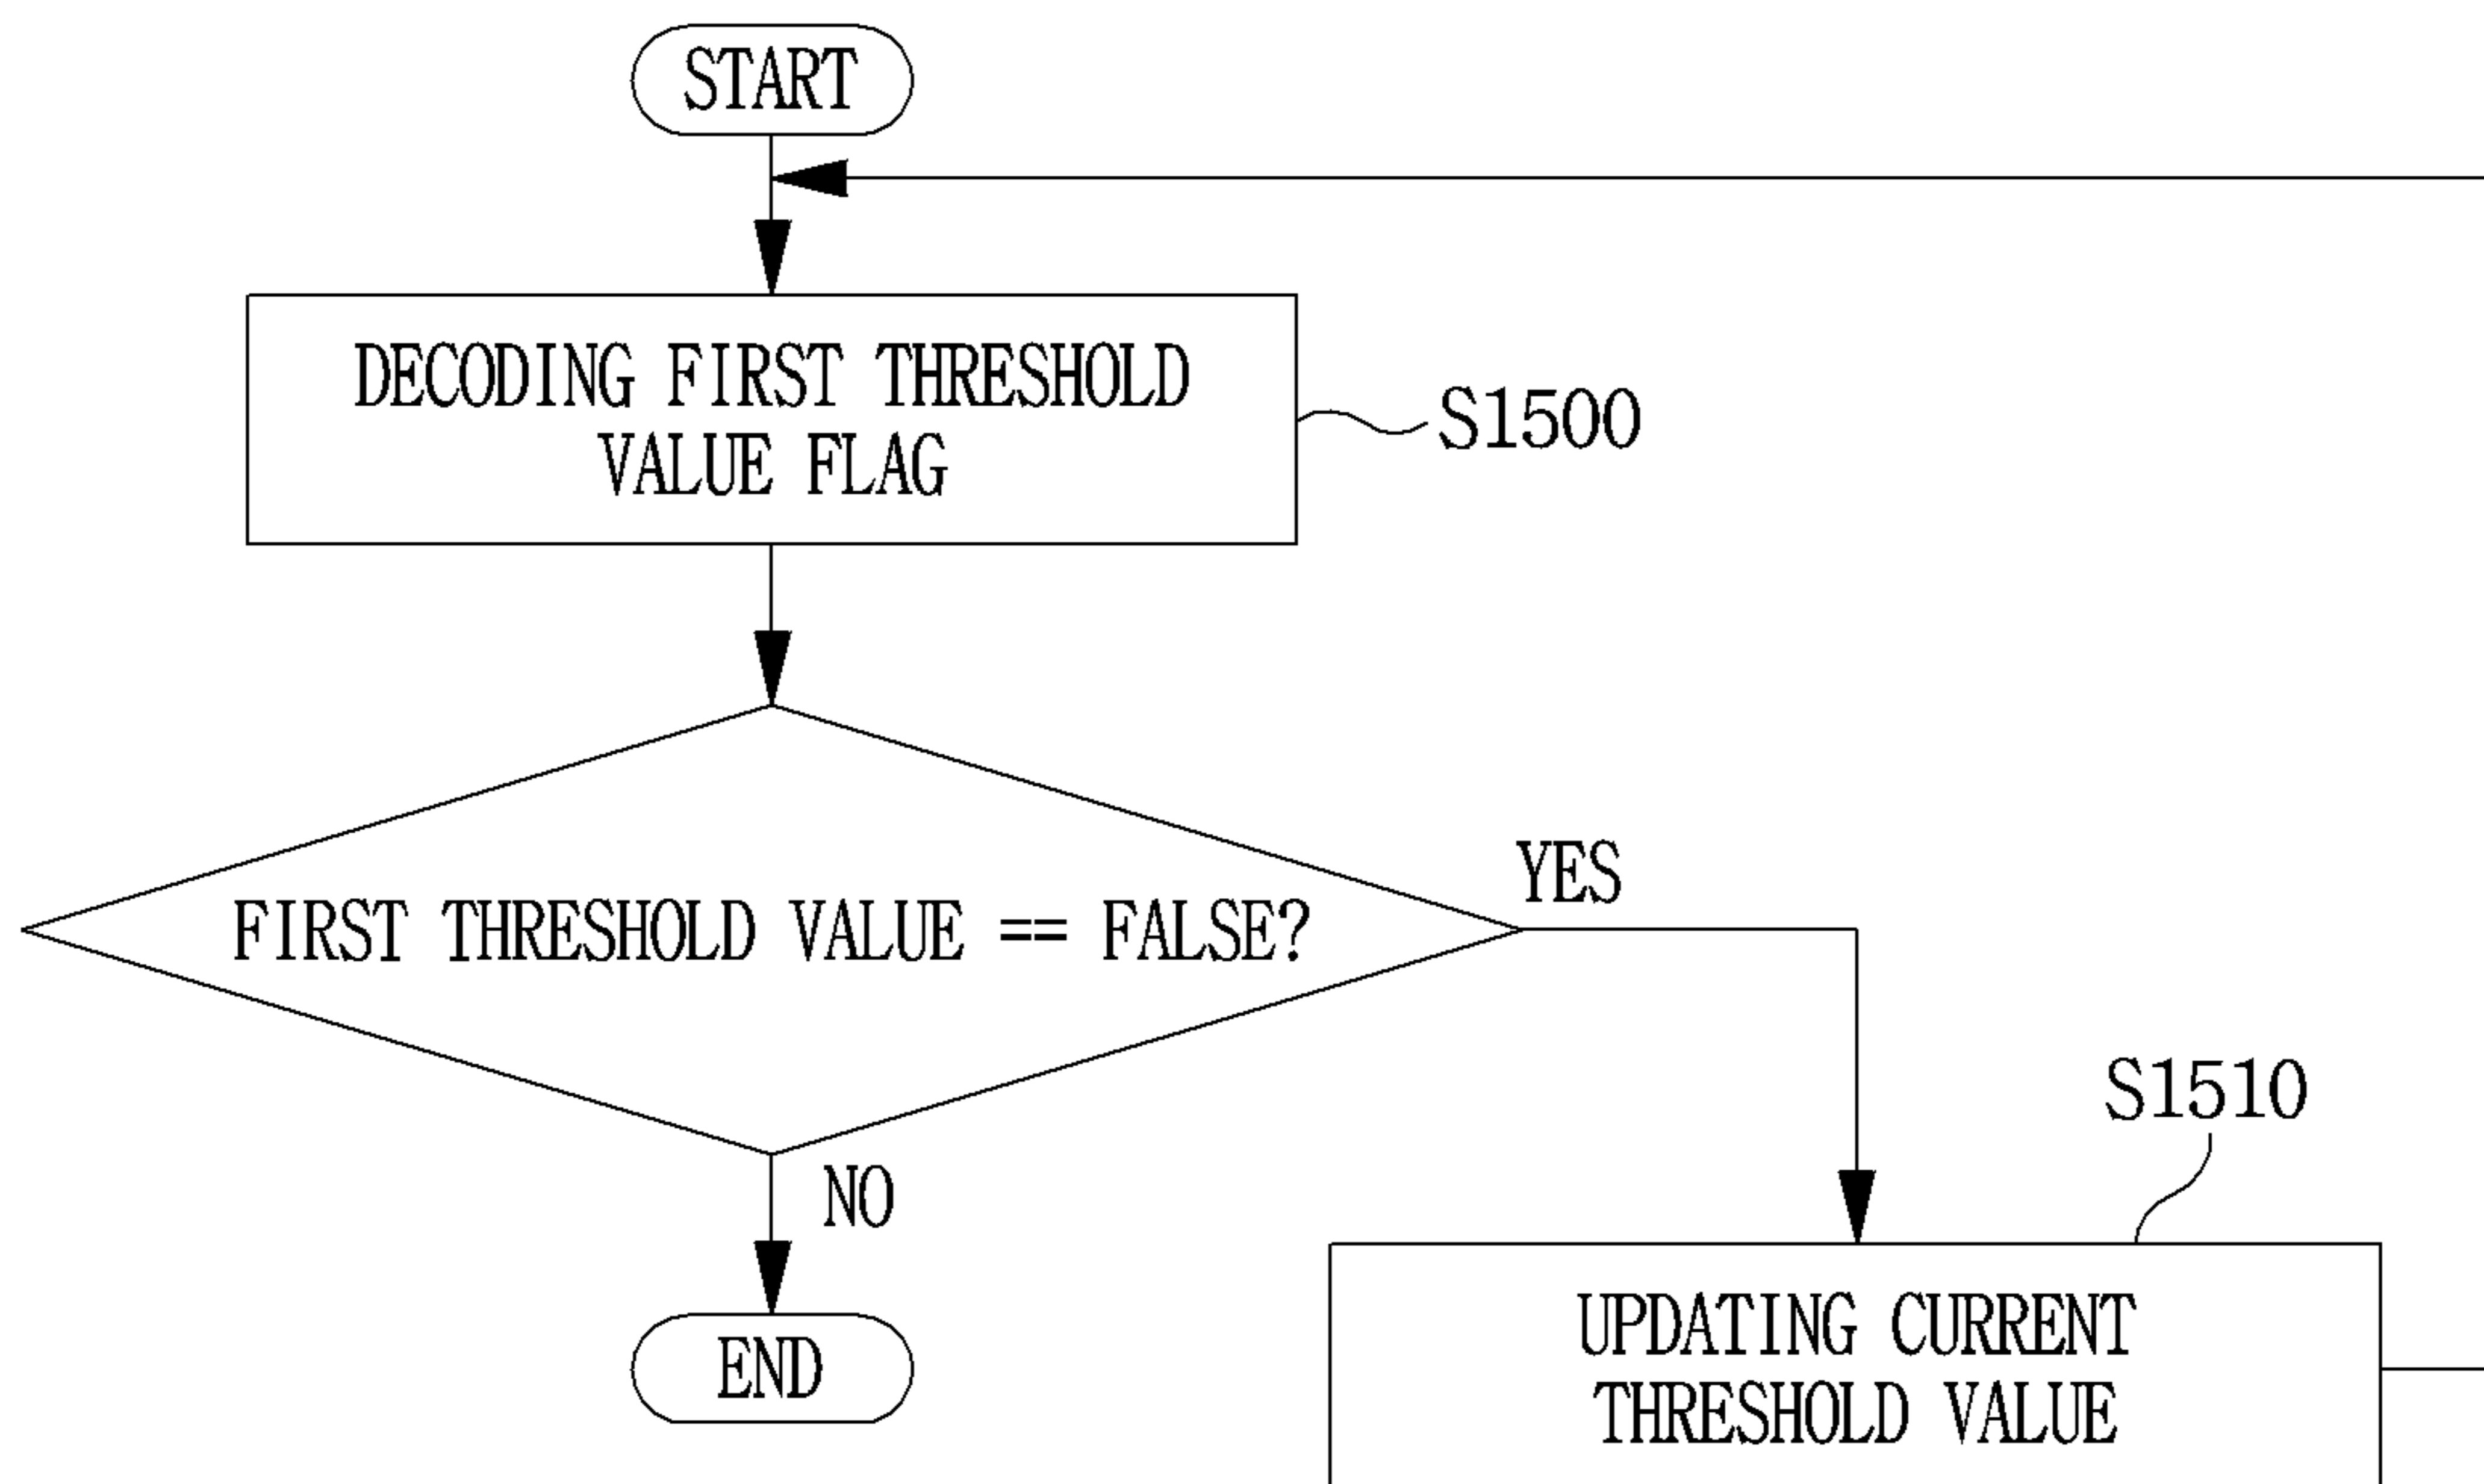 START
DECODING FIRST THRESHOLD
VALUE FLAG
S1500
FIRST THRESHOLD VALUE == FALSE?
YES
NO
S1510
END
UPDATING CURRENT
THRESHOLD VALUE